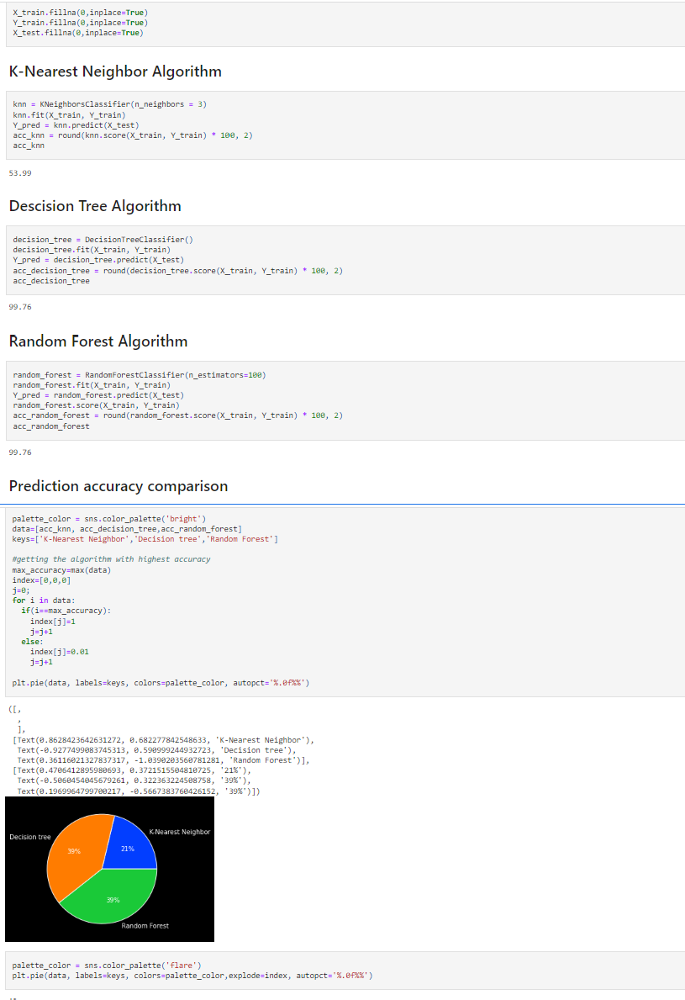 X_train.fillna(0,inplace=True)
Y_train.fillna(0,inplace=True)
X_test.fillna(0,inplace=True)
K-Nearest Neighbor Algorithm
knn = KNeighborsClassifier(n_neighbors = 3)
knn.fit(X_train, Y_train)
Y_pred = knn.predict(X_test)
acc_knn = round(knn.score(X_train, Y_train) * 100, 2)
acc_knn
53.99
Descision Tree Algorithm
decision_tree = DecisionTreeClassifier()
decision_tree.fit(X_train, Y_train)
Y_pred = decision_tree.predict(X_test)
acc_decision_tree = round(decision_tree.score(X_train, Y_train) * 100, 2)
acc_decision_tree
99.76
Random Forest Algorithm
random_forest = RandomForestClassifier(n_estimators=100)
random_forest.fit(X_train, Y_train)
Y_pred = random_forest.predict(X_test)
random_forest.score(X_train, Y_train)
acc_random_forest = round(random_forest.score(X_train, Y_train) * 100, 2)
acc_random_forest
99.76
Prediction accuracy comparison
palette_color = sns.color_palette('bright')
data=[acc_knn, acc_decision_tree,acc_random_forest]
keys=['K-Nearest Neighbor','Decision tree','Random Forest']
#getting the algorithm with highest accuracy
max_accuracy=max(data)
index=[0,0,0]
j=0;
for i in data:
  if(i==max_accuracy):
    index[j]=1
    j=j+1
  else:
    index[j]=0.01
    j=j+1
plt.pie(data, labels=keys, colors=palette_color, autopct='%.0f%%')
([,
  ,
  ],
 [Text(0.8628423642631272, 0.682277842548633, 'K-Nearest Neighbor'),
  Text(-0.9277499083745313, 0.590999244932723, 'Decision tree'),
  Text(0.36116021327837317, -1.0390203560781281, 'Random Forest')],
 [Text(0.4706412895980693, 0.3721515504810725, '21%'),
  Text(-0.5060454045679261, 0.322363224508758, '39%'),
  Text(0.1969964799700217, -0.5667383760426152, '39%')])
K-Nearest Neighbor
Decision tree
21%
39%
39%
Random Forest
palette_color = sns.color_palette('flare')
plt.pie(data, labels=keys, colors=palette_color,explode=index, autopct='%.0f%%')